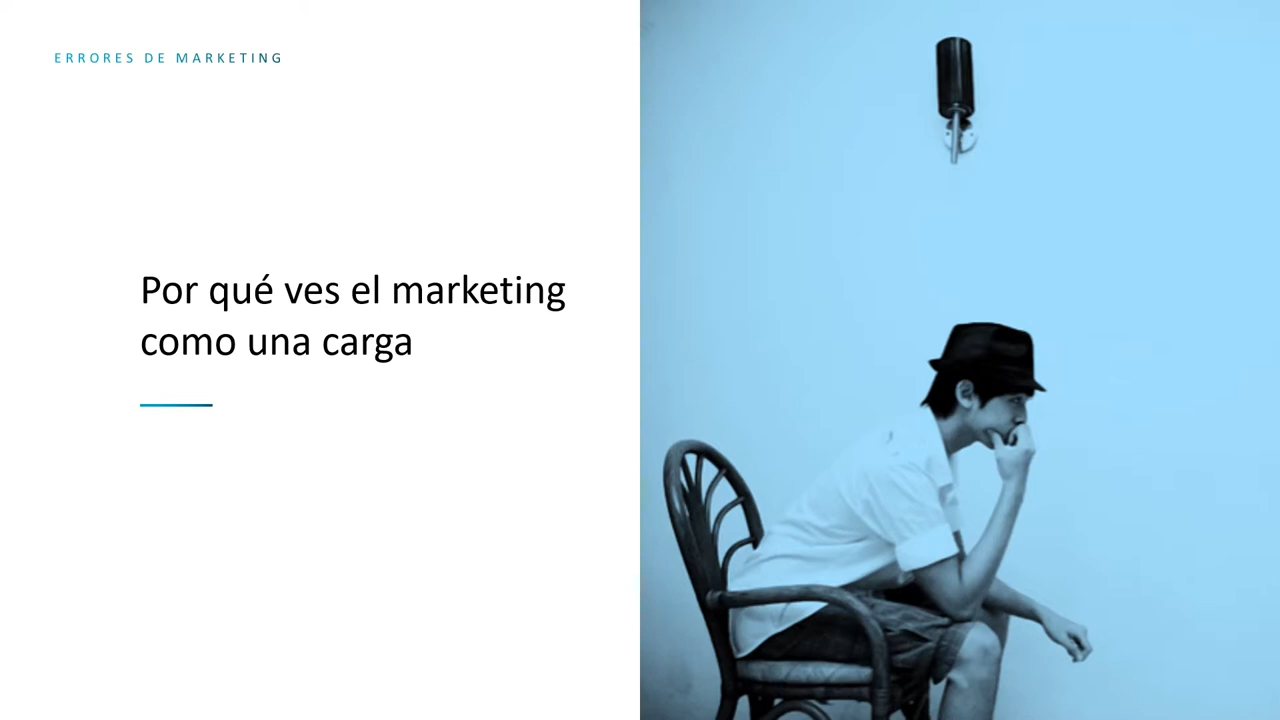 ERRORES DE MARKETING
Por qué ves el marketing
como una carga